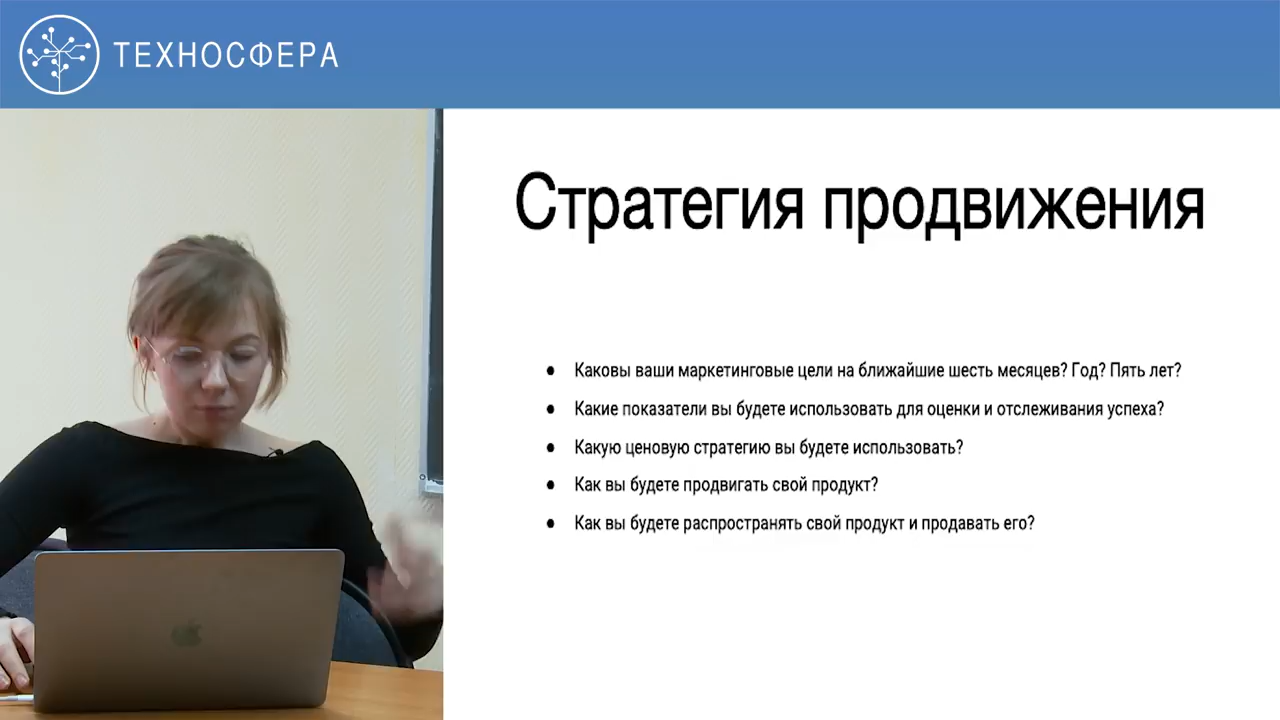 ТЕХНОСФЕРА
Стратегия продвижения
● Каковы ваши маркетинговые цели на ближайшие шесть месяцев? Год? Пять лет?
● Какие показатели вы будете использовать для оценки и отслеживания успеха?
● Какую ценовую стратегию вы будете использовать?
● Как вы будете продвигать свой продукт?
● Как вы будете распространять свой продукт и продавать его?